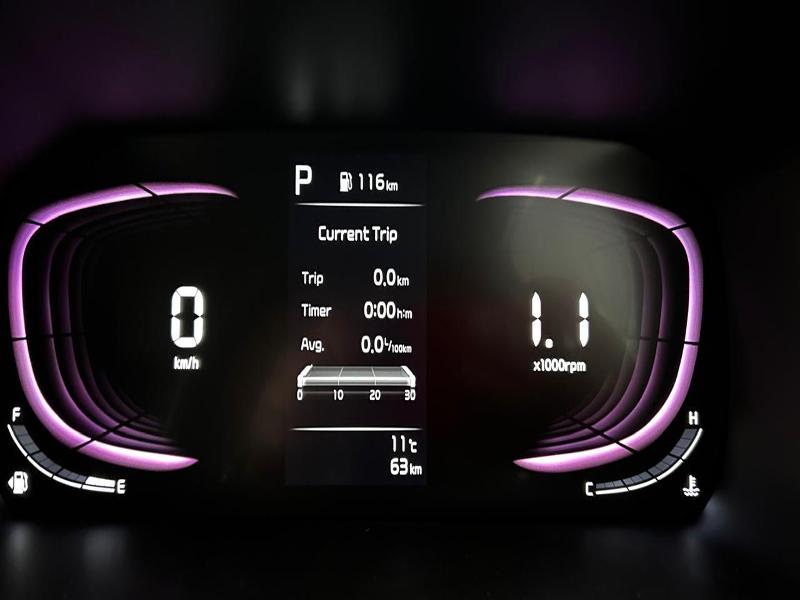 P 116km
Current Trip
Trip 0.0km
Timer 0:00h:m
Avg. 0.0L/100km
0 10 20 30
11℃
63km
0
km/h
1.1
x1000rpm
F
E
H
C